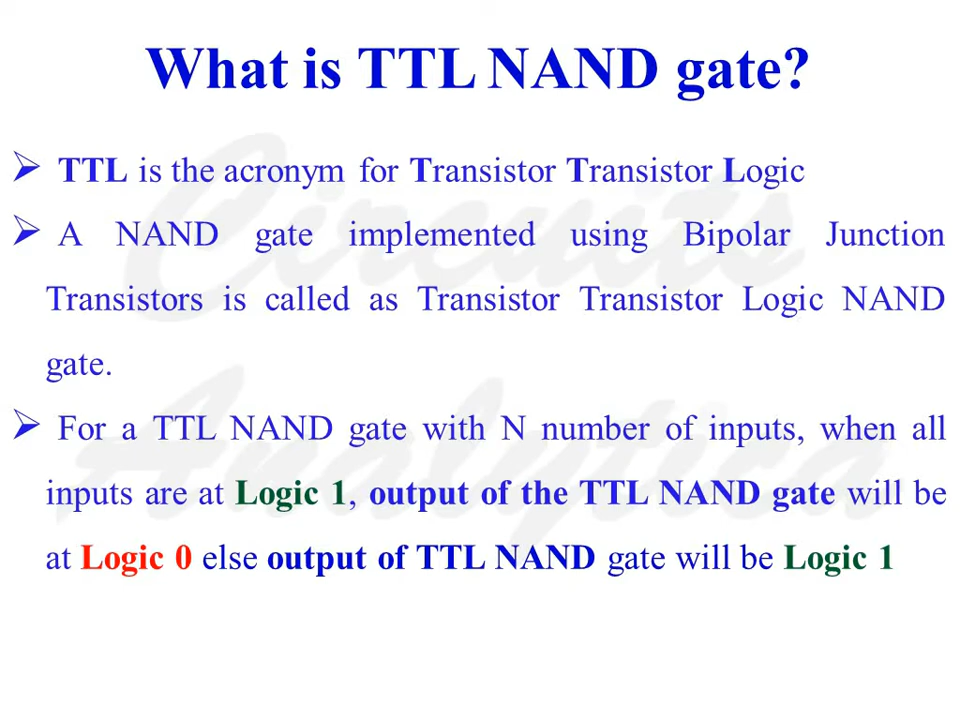 What is TTL NAND gate?
➢ TTL is the acronym for Transistor Transistor Logic
➢ A NAND gate implemented using Bipolar Junction
Transistors is called as Transistor Transistor Logic NAND
gate.
➢ For a TTL NAND gate with N number of inputs, when all
inputs are at Logic 1, output of the TTL NAND gate will be
at Logic 0 else output of TTL NAND gate will be Logic 1
Circuits
Analytica